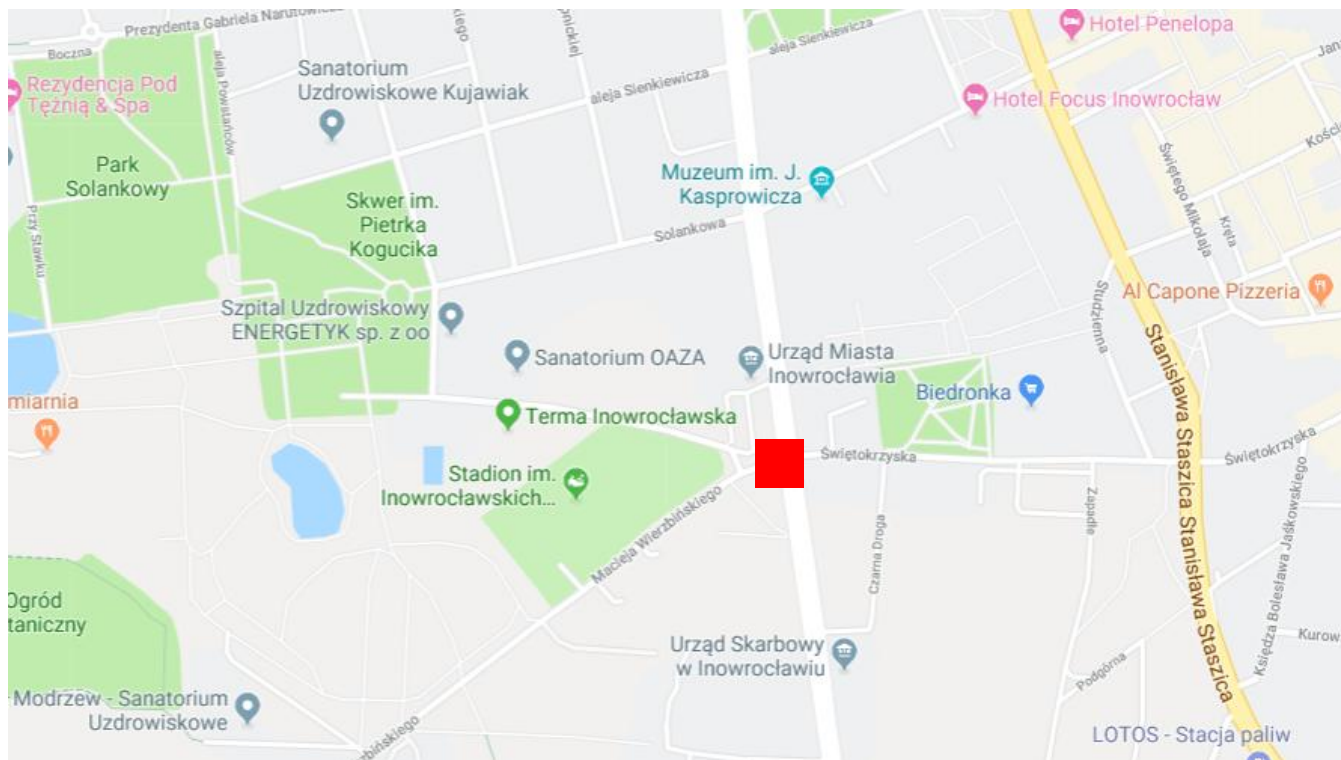 Prezydenta Gabriela Narutowicza
Boczna
aleja Powstańców
Rezydencja Pod
Tężnią & Spa
Sanatorium
Uzdrowiskowe Kujawiak
aleja Sienkiewicza
aleja Sienkiewicza
Hotel Penelopa
Hotel Focus Inowrocław
Park
Solankowy
Przy Stawku
Skwer im.
Pietrka
Kogucika
Muzeum im. J.
Kasprowicza
Solankowa
Świętego Mikołaja
Kręta
Studzienna
Al Capone Pizzeria
Szpital Uzdrowiskowy
ENERGETYK sp. z oo
Sanatorium OAZA
Urząd Miasta
Inowrocławia
Biedronka
Stanisława Staszica Stanisława Staszica
miarnia
Terma Inowrocławska
Świętokrzyska
Świętokrzyska
Stadion im.
Inowrocławskich...
Macieja Wierzbińskiego
Czarna Droga
Zapadłe
Księdza Bolesława Jaśkowskiego
Ogród
taniczny
Urząd Skarbowy
w Inowrocławiu
Podgórna
Kurow
Modrzew - Sanatorium
Uzdrowiskowe
zbińskiego
LOTOS - Stacja paliw